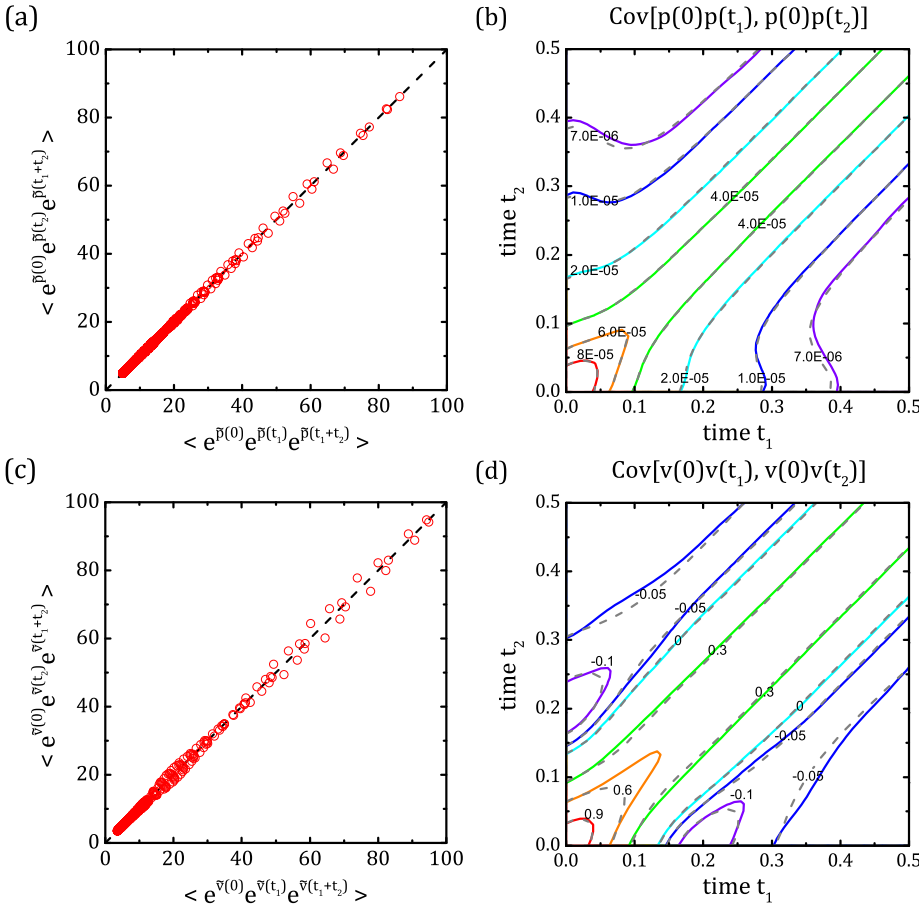 (a)
100
80
60
40
20
0
0 20 40 60 80 100
< e^{p̃(0)} e^{p̃(t₂)} e^{p̃(t₁+t₂)} >
< e^{p̃(0)} e^{p̃(t₁)} e^{p̃(t₁+t₂)} >
(b)
Cov[p(0)p(t₁), p(0)p(t₂)]
0.5
0.4
0.3
0.2
0.1
0.0
0.0 0.1 0.2 0.3 0.4 0.5
time t₂
time t₁
7.0E-06
1.0E-05
4.0E-05
4.0E-05
2.0E-05
6.0E-05
8E-05
2.0E-05
1.0E-05
7.0E-06
(c)
100
80
60
40
20
0
0 20 40 60 80 100
< e^{ṽ(0)} e^{ṽ(t₂)} e^{ṽ(t₁+t₂)} >
< e^{ṽ(0)} e^{ṽ(t₁)} e^{ṽ(t₁+t₂)} >
(d)
Cov[v(0)v(t₁), v(0)v(t₂)]
0.5
0.4
0.3
0.2
0.1
0.0
0.0 0.1 0.2 0.3 0.4 0.5
time t₂
time t₁
-0.05
-0.05
0
0.3
-0.1
0.3
0
-0.05
-0.05
0.6
-0.1
0.9